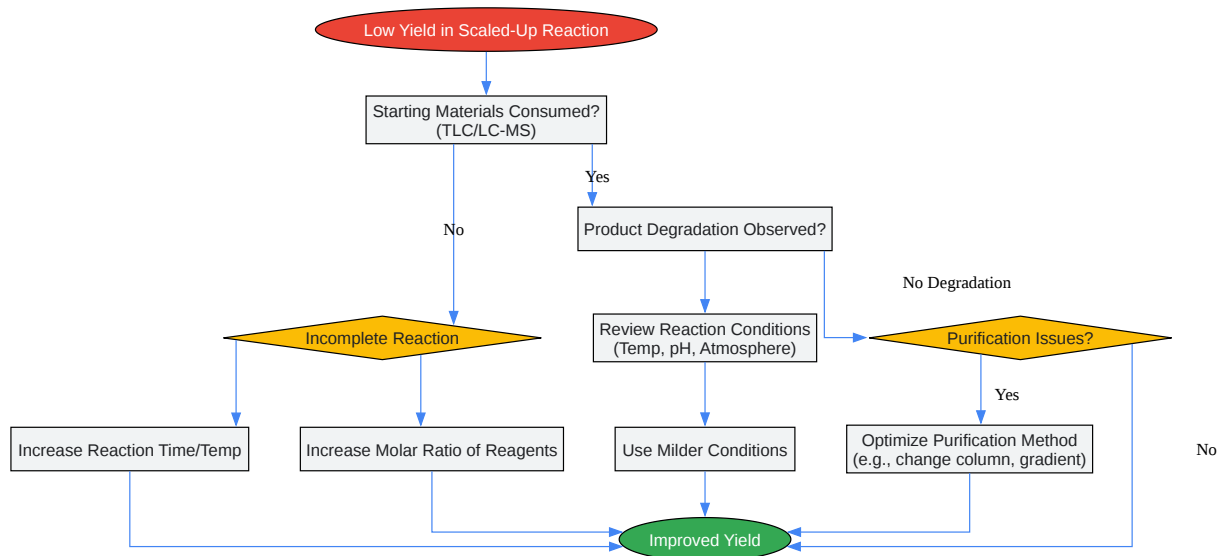 Low Yield in Scaled-Up Reaction
Starting Materials Consumed?
(TLC/LC-MS)
Yes
No
Product Degradation Observed?
No Degradation
Incomplete Reaction
Review Reaction Conditions
(Temp, pH, Atmosphere)
Purification Issues?
Yes
Increase Reaction Time/Temp
Increase Molar Ratio of Reagents
Use Milder Conditions
Optimize Purification Method
(e.g., change column, gradient)
No
Improved Yield